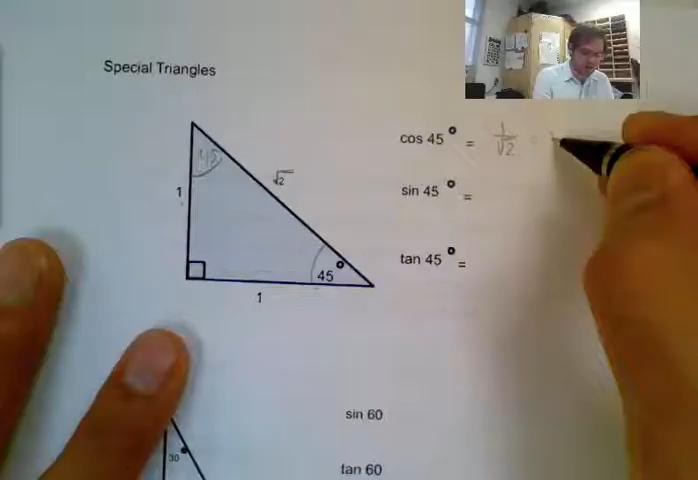 Special Triangles
45
1
√2
45°
1
cos 45° = 1/√2 =
sin 45° =
tan 45° =
sin 60
30
tan 60